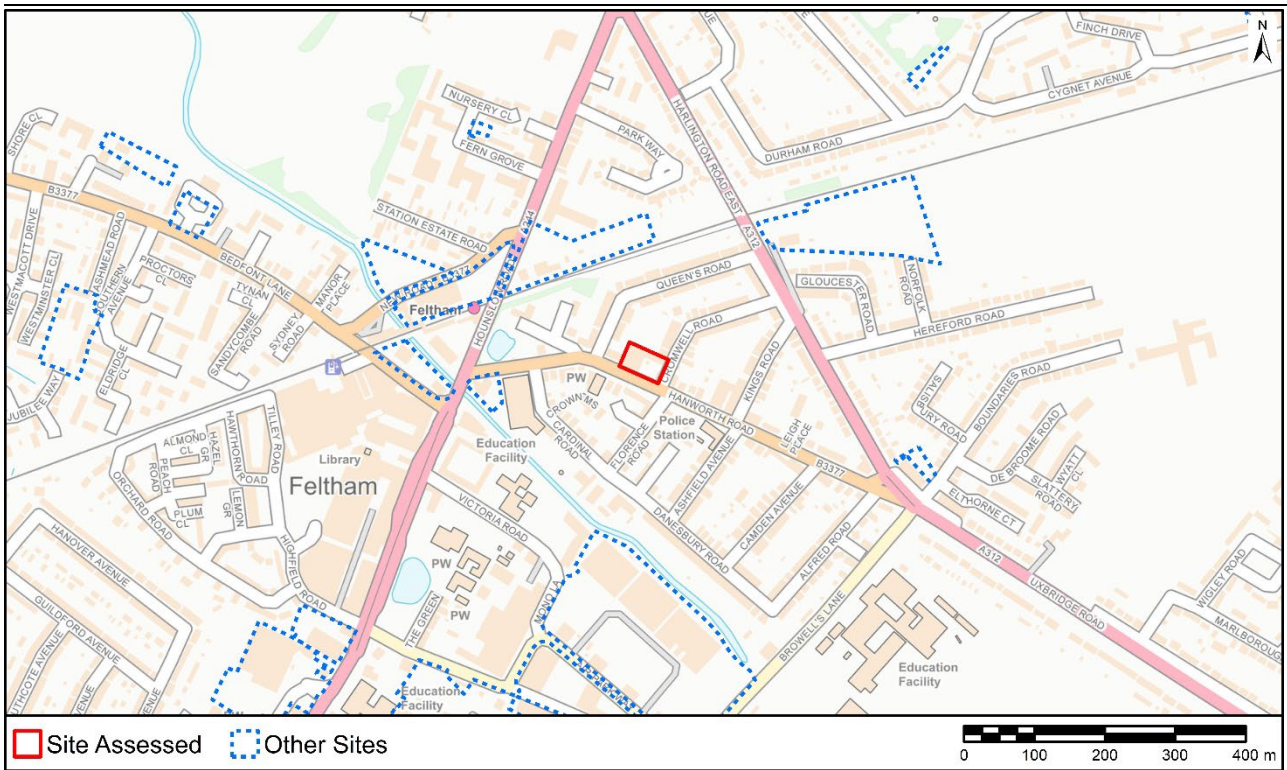 N
FINCH DRIVE
CYGNET AVENUE
NURSERY CL
FERN GROVE
PARK WAY
HARLINGTON ROAD EAST
A312
DURHAM ROAD
SHORE CL
B3377
STATION ESTATE ROAD
BEDFONT LANE
WESTMACOTT DRIVE
WESTMINSTER CL
ASHMEAD ROAD
SOUTHERN
AVENUE
PROCTORS
CL
TYNAN
CL
SANDYCOMBE
ROAD
SYDNEY
ROAD
MANOR
PLACE
ELDRIDGE
CL
JUBILEE WAY
Feltham
QUEEN'S ROAD
CROMWELL ROAD
KINGS ROAD
GLOUCES
TER ROAD
NORFOLK
ROAD
HEREFORD ROAD
PW
HANWORTH ROAD
B3377
CARDINAL
ROAD
FLORENCE
ROAD
Police
Station
ASHFIELD AVENUE
LEIGH
PLACE
SALISB
URY ROAD
BOUNDARIES ROAD
DE BROOME ROAD
SLATTERY
ROAD
WYATT
CL
ELTHORNE CT
Education
Facility
Library
Feltham
ALMOND
CL
HAZEL
GR
PEACH
ROAD
PLUM
CL
LEMON
GR
HAWTHORN ROAD
TILLEY ROAD
ORCHARD ROAD
HIGHFIELD ROAD
HANOVER AVENUE
GUILDFORD AVENUE
VICTORIA ROAD
DANESBURY ROAD
CAMDEN AVENUE
ALFRED ROAD
BROWELL'S LANE
A312
UXBRIDGE ROAD
WIGLEY ROAD
MARLBOROUG
PW
PW
THE GREEN
Education
Facility
Education
Facility
Site Assessed
Other Sites
0 100 200 300 400 m